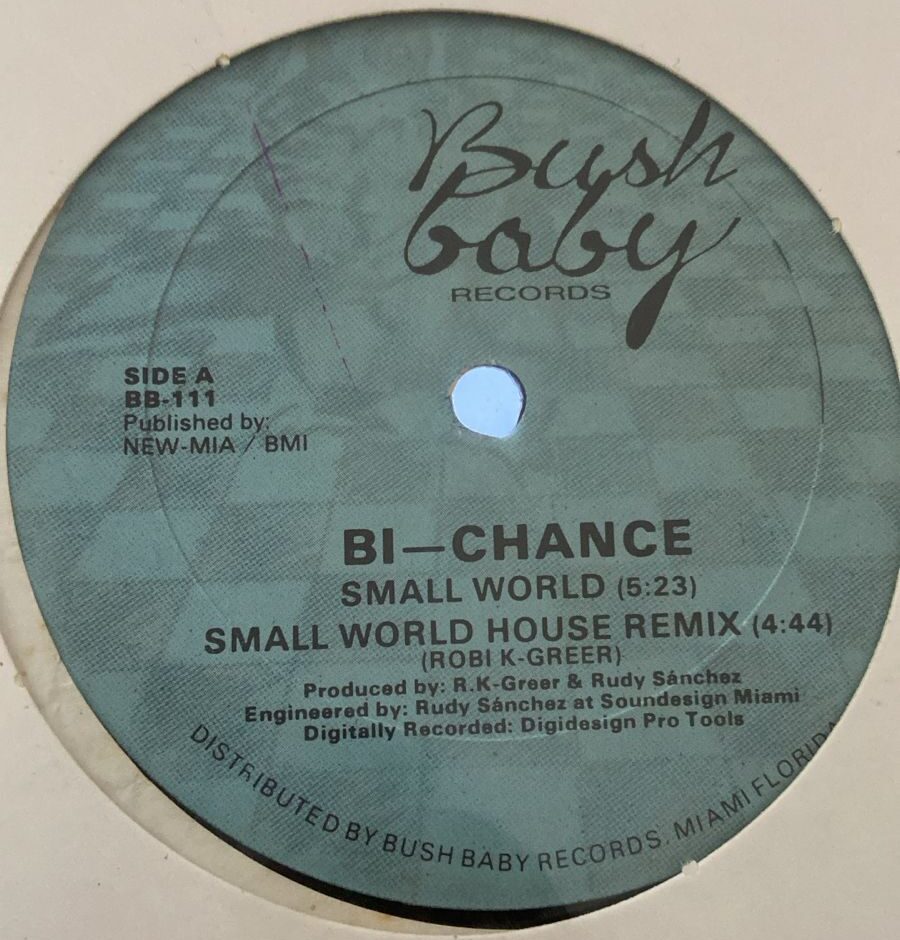 Bush
baby
RECORDS
SIDE A
BB-111
Published by:
NEW-MIA / BMI
BI—CHANCE
SMALL WORLD (5:23)
SMALL WORLD HOUSE REMIX (4:44)
(ROBI K-GREER)
Produced by: R.K-Greer & Rudy Sánchez
Engineered by: Rudy Sánchez at Soundesign Miami
Digitally Recorded: Digidesign Pro Tools
DISTRIBUTED BY BUSH BABY RECORDS. MIAMI FLORIDA